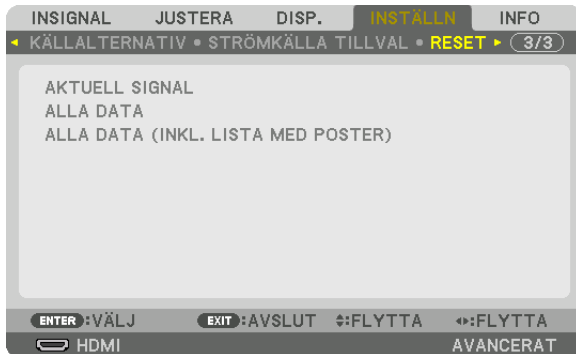 INSIGNAL JUSTERA DISP. INSTÄLLN INFO
KÄLLALTERNATIV • STRÖMKÄLLA TILLVAL • RESET 3/3
AKTUELL SIGNAL
ALLA DATA
ALLA DATA (INKL. LISTA MED POSTER)
ENTER :VÄLJ EXIT :AVSLUT :FLYTTA :FLYTTA
HDMI AVANCERAT